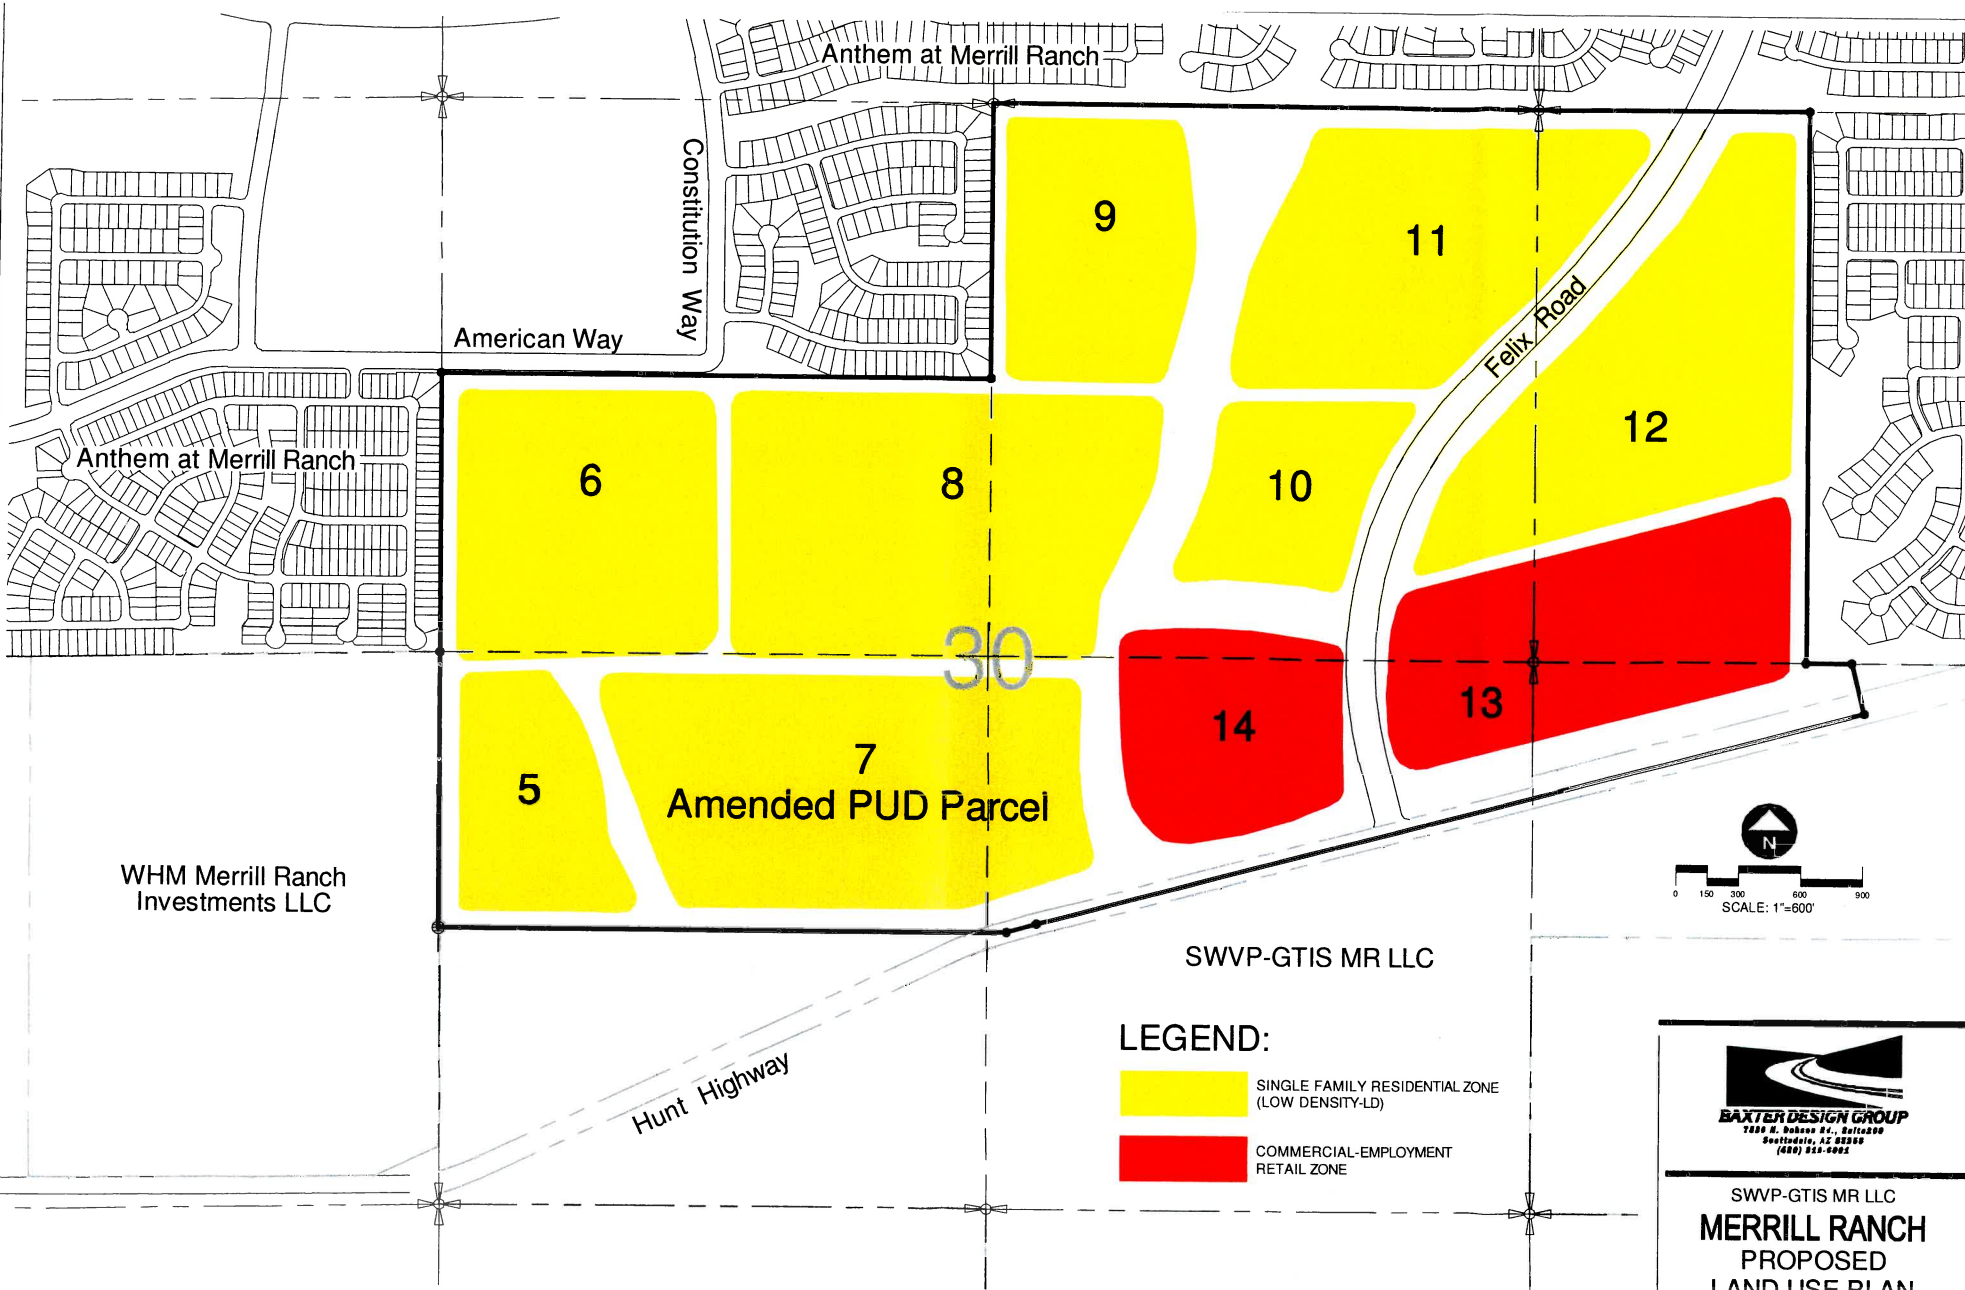 Anthem at Merrill Ranch
Constitution Way
American Way
Anthem at Merrill Ranch
9
11
Felix Road
12
6
8
10
30
14
13
5
7
Amended PUD Parcel
WHM Merrill Ranch
Investments LLC
N
0 150 300 600 900
SCALE: 1"=600'
SWVP-GTIS MR LLC
Hunt Highway
LEGEND:
SINGLE FAMILY RESIDENTIAL ZONE
(LOW DENSITY-LD)
COMMERCIAL-EMPLOYMENT
RETAIL ZONE
BAXTER DESIGN GROUP
SWVP-GTIS MR LLC
MERRILL RANCH
PROPOSED
LAND USE PLAN